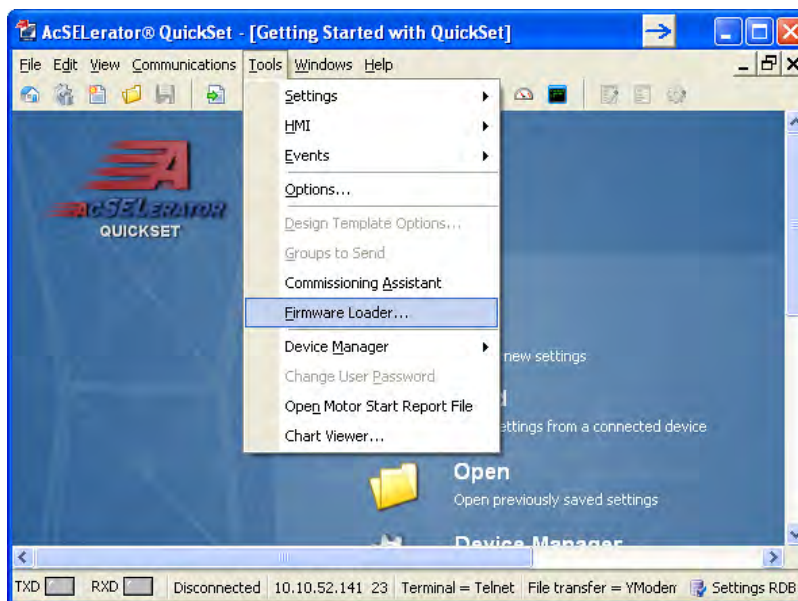 AcSELerator® QuickSet - [Getting Started with QuickSet]
File Edit View Communications Tools Windows Help
Settings
HMI
Events
Options...
Design Template Options...
Groups to Send
Commissioning Assistant
Firmware Loader...
Device Manager
Change User Password
Open Motor Start Report File
Chart Viewer...
ACSELERATOR
QUICKSET
new settings
ettings from a connected device
Open
Open previously saved settings
Device Manager
TXD RXD Disconnected 10.10.52.141 23 Terminal = Telnet File transfer = YModem Settings RDB